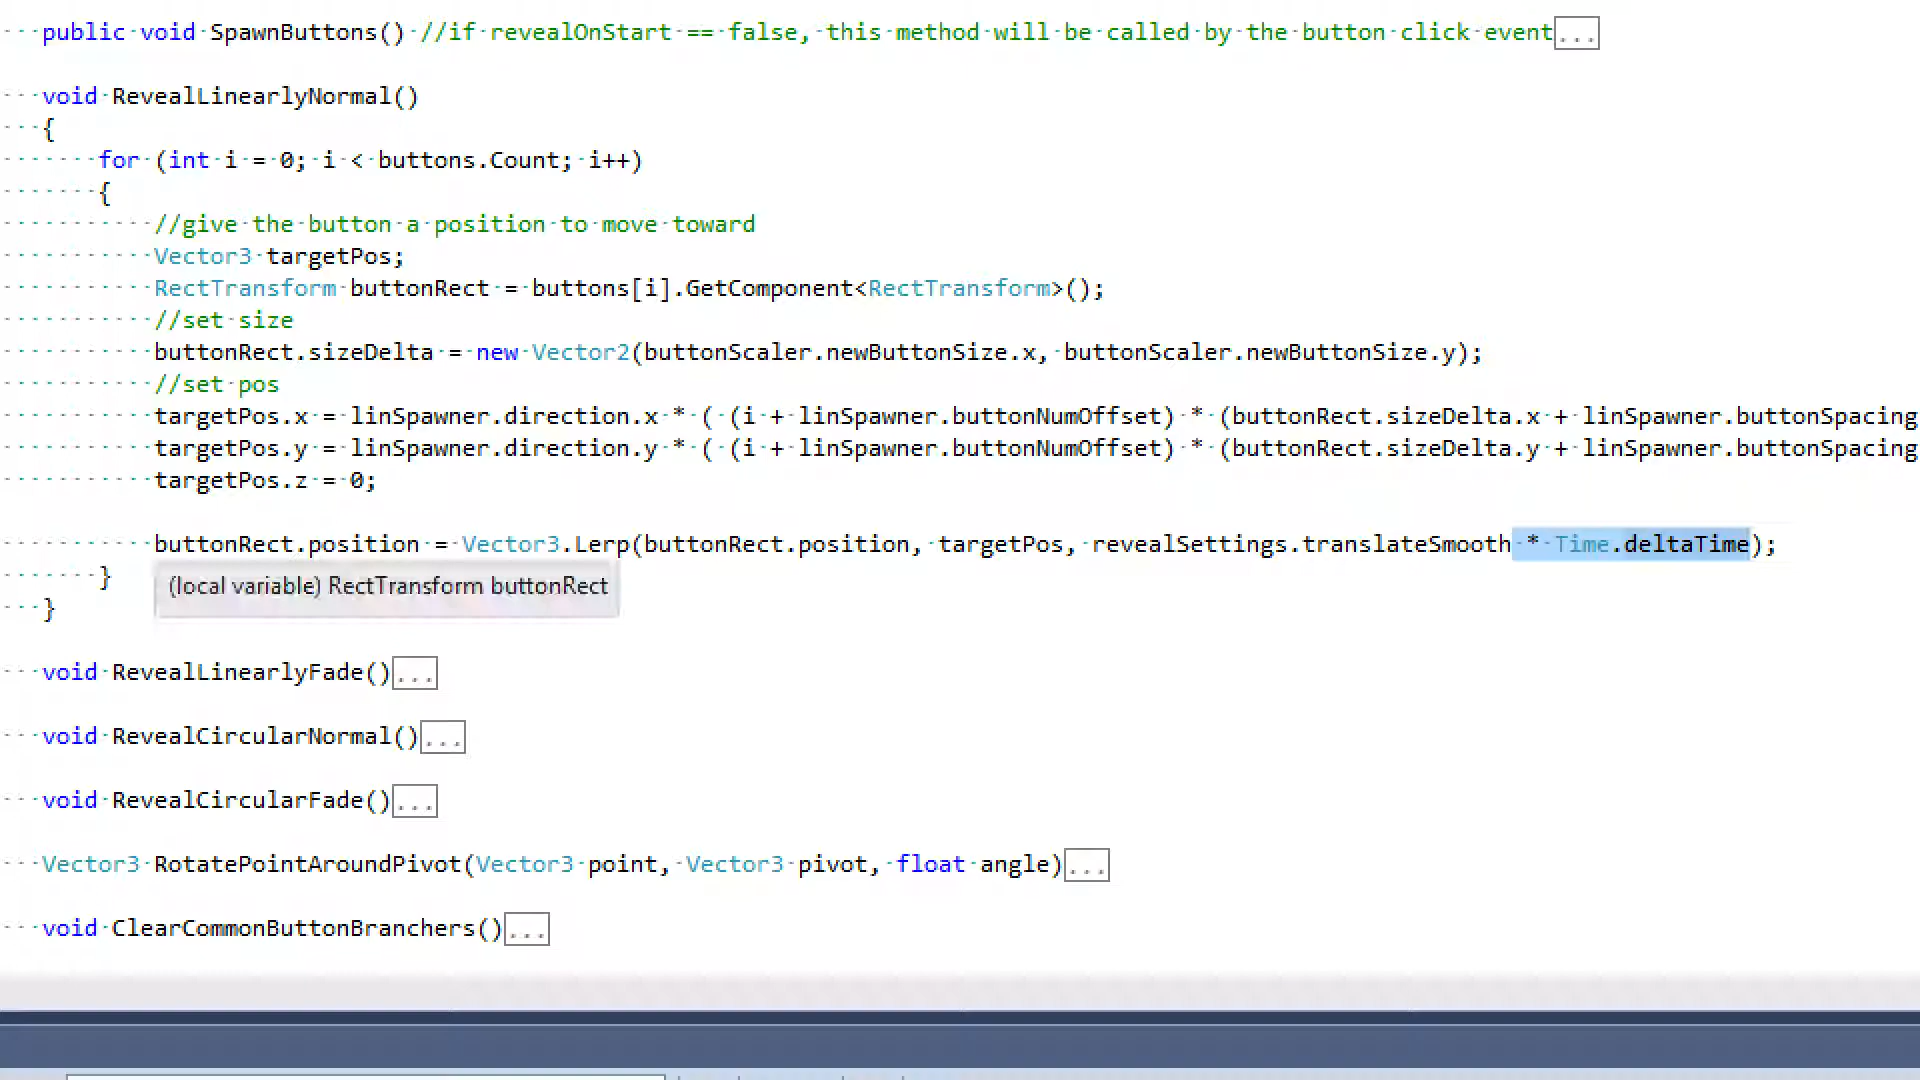 public void SpawnButtons() //if revealOnStart == false, this method will be called by the button click event...
void RevealLinearlyNormal()
{
for (int i = 0; i < buttons.Count; i++)
{
//give the button a position to move toward
Vector3 targetPos;
RectTransform buttonRect = buttons[i].GetComponent<RectTransform>();
//set size
buttonRect.sizeDelta = new Vector2(buttonScaler.newButtonSize.x, buttonScaler.newButtonSize.y);
//set pos
targetPos.x = linSpawner.direction.x * ( (i + linSpawner.buttonNumOffset) * (buttonRect.sizeDelta.x + linSpawner.buttonSpacing
targetPos.y = linSpawner.direction.y * ( (i + linSpawner.buttonNumOffset) * (buttonRect.sizeDelta.y + linSpawner.buttonSpacing
targetPos.z = 0;
buttonRect.position = Vector3.Lerp(buttonRect.position, targetPos, revealSettings.translateSmooth * Time.deltaTime);
}
(local variable) RectTransform buttonRect
}
void RevealLinearlyFade()...
void RevealCircularNormal()...
void RevealCircularFade()...
Vector3 RotatePointAroundPivot(Vector3 point, Vector3 pivot, float angle)...
void ClearCommonButtonBranchers()...